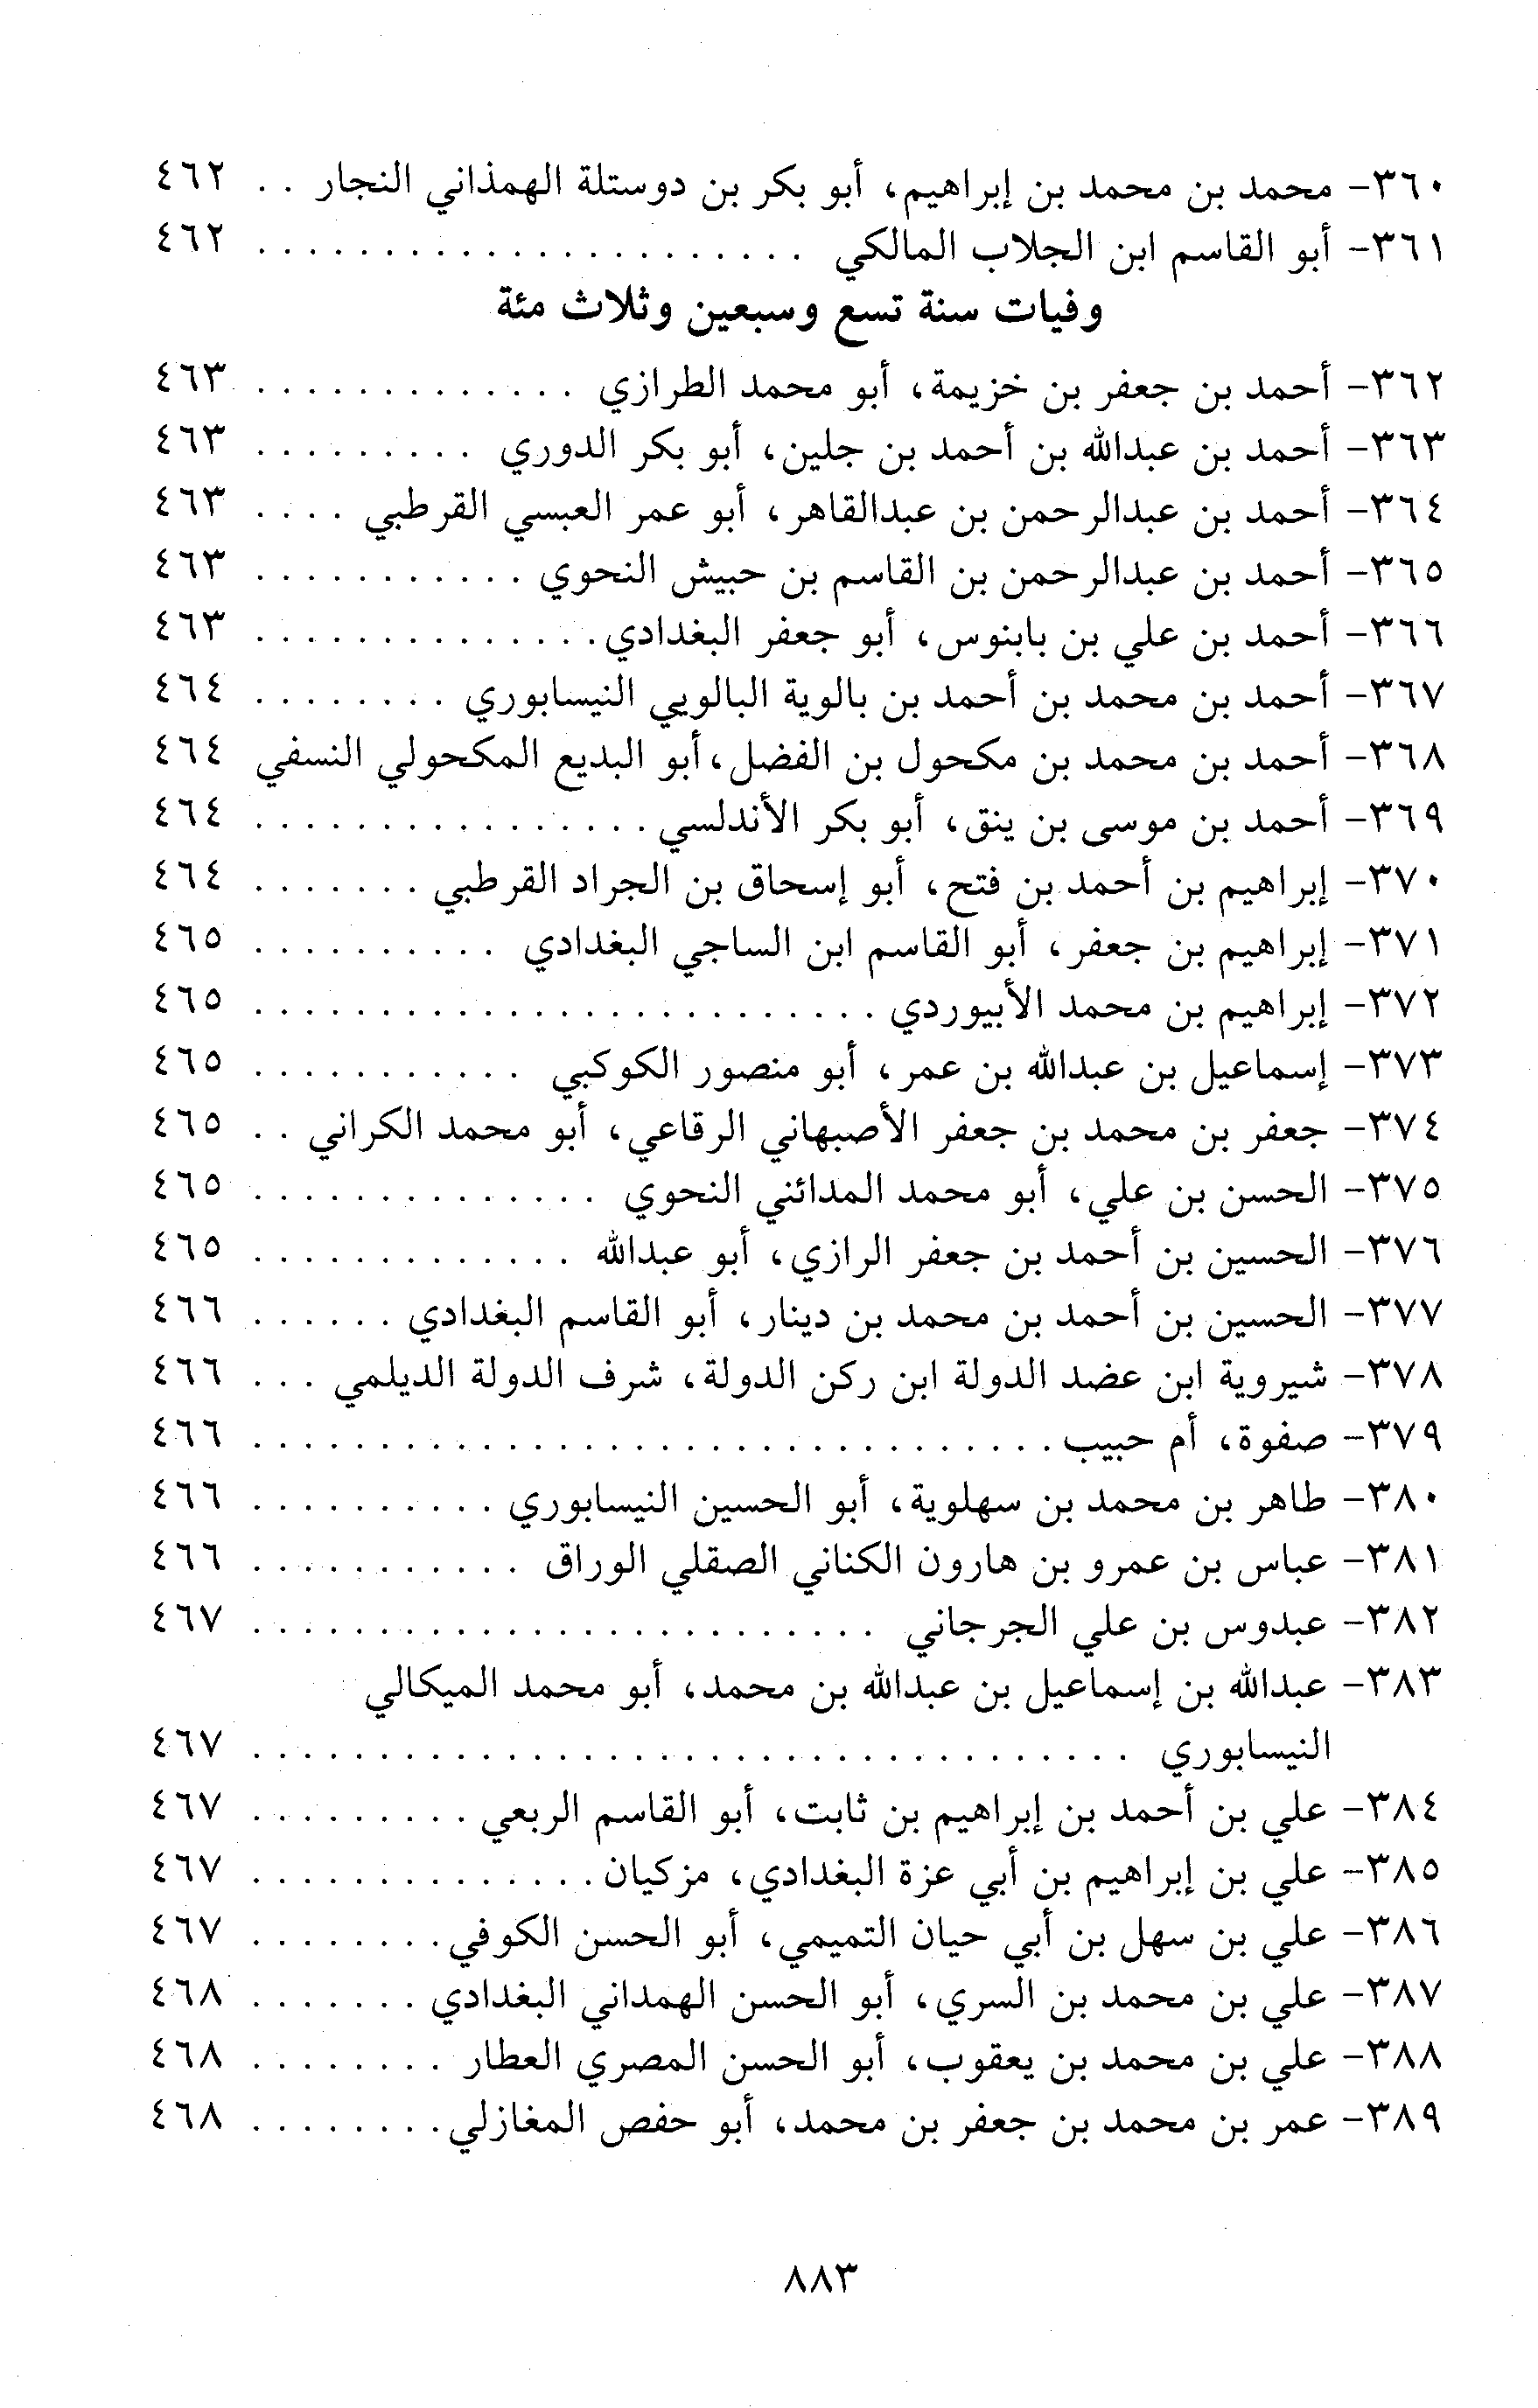 ٣٦٠- محمد بن محمد بن إبراهيم، أبو بكر بن دوستلة الهمذاني النجار . . ٤٦٢
٣٦١- أبو القاسم ابن الجلاب المالكي . . . . . . . . . . . . . . . . . . . . . . ٤٦٢
وفيات سنة تسع وسبعين وثلاث مئة
٣٦٢- أحمد بن جعفر بن خزيمة، أبو محمد الطرازي . . . . . . . . . . . . . ٤٦٣
٣٦٣- أحمد بن عبدالله بن أحمد بن جلين، أبو بكر الدوري . . . . . . . . . ٤٦٣
٣٦٤- أحمد بن عبدالرحمن بن عبدالقاهر، أبو عمر العبسي القرطبي . . . . ٤٦٣
٣٦٥- أحمد بن عبدالرحمن بن القاسم بن حبيش النحوي . . . . . . . . . . . ٤٦٣
٣٦٦- أحمد بن علي بن بابنوس، أبو جعفر البغدادي . . . . . . . . . . . . . . ٤٦٣
٣٦٧- أحمد بن محمد بن أحمد بن بالوية البالويي النيسابوري . . . . . . . . ٤٦٤
٣٦٨- أحمد بن محمد بن مكحول بن الفضل، أبو البديع المكحولي النسفي ٤٦٤
٣٦٩- أحمد بن موسى بن ينق، أبو بكر الأندلسي . . . . . . . . . . . . . . . . ٤٦٤
٣٧٠- إبراهيم بن أحمد بن فتح، أبو إسحاق بن الجراد القرطبي . . . . . . . ٤٦٤
٣٧١- إبراهيم بن جعفر، أبو القاسم ابن الساجي البغدادي . . . . . . . . . . ٤٦٥
٣٧٢- إبراهيم بن محمد الأبيوردي . . . . . . . . . . . . . . . . . . . . . . . . . ٤٦٥
٣٧٣- إسماعيل بن عبدالله بن عمر، أبو منصور الكوكبي . . . . . . . . . . . ٤٦٥
٣٧٤- جعفر بن محمد بن جعفر الأصبهاني الرقاعي، أبو محمد الكراني . . ٤٦٥
٣٧٥- الحسن بن علي، أبو محمد المدائني النحوي . . . . . . . . . . . . . . ٤٦٥
٣٧٦- الحسين بن أحمد بن جعفر الرازي، أبو عبدالله . . . . . . . . . . . . . ٤٦٥
٣٧٧- الحسين بن أحمد بن محمد بن دينار، أبو القاسم البغدادي . . . . . . ٤٦٦
٣٧٨- شيروية ابن عضد الدولة ابن ركن الدولة، شرف الدولة الديلمي . . . ٤٦٦
٣٧٩- صفوة، أم حبيب . . . . . . . . . . . . . . . . . . . . . . . . . . . . . . . . ٤٦٦
٣٨٠- طاهر بن محمد بن سهلوية، أبو الحسين النيسابوري . . . . . . . . . . ٤٦٦
٣٨١- عباس بن عمرو بن هارون الكناني الصقلي الوراق . . . . . . . . . . . ٤٦٦
٣٨٢- عبدوس بن علي الجرجاني . . . . . . . . . . . . . . . . . . . . . . . . . ٤٦٧
٣٨٣- عبدالله بن إسماعيل بن عبدالله بن محمد، أبو محمد الميكالي
النيسابوري . . . . . . . . . . . . . . . . . . . . . . . . . . . . . . . . . . . ٤٦٧
٣٨٤- علي بن أحمد بن إبراهيم بن ثابت، أبو القاسم الربعي . . . . . . . . . ٤٦٧
٣٨٥- علي بن إبراهيم بن أبي عزة البغدادي، مزكيان . . . . . . . . . . . . . . ٤٦٧
٣٨٦- علي بن سهل بن أبي حيان التميمي، أبو الحسن الكوفي . . . . . . . . ٤٦٧
٣٨٧- علي بن محمد بن السري، أبو الحسن الهمداني البغدادي . . . . . . . ٤٦٨
٣٨٨- علي بن محمد بن يعقوب، أبو الحسن المصري العطار . . . . . . . . ٤٦٨
٣٨٩- عمر بن محمد بن جعفر بن محمد، أبو حفص المغازلي . . . . . . . . ٤٦٨
٨٨٣